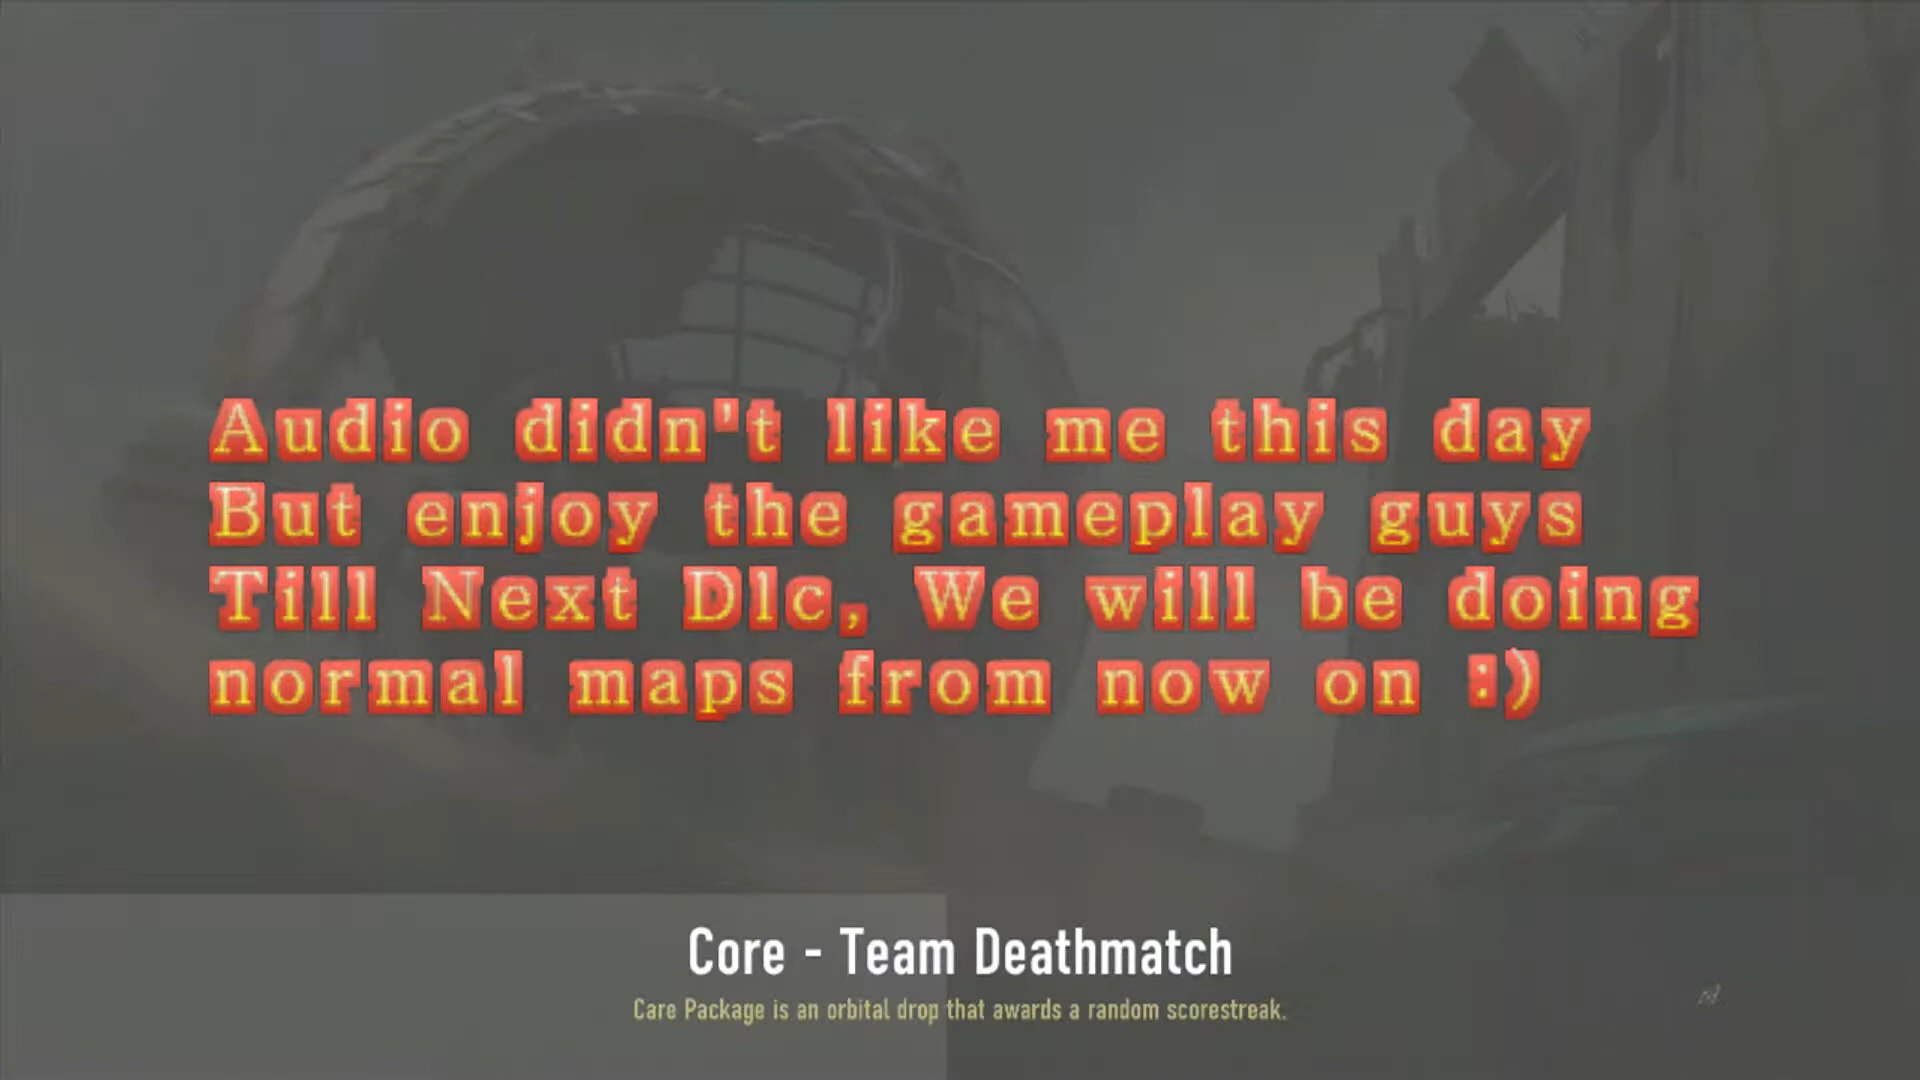 Audio didn't like me this day
But enjoy the gameplay guys
Till Next Dlc, We will be doing
normal maps from now on :)
Core - Team Deathmatch
Care Package is an orbital drop that awards a random scorestreak.